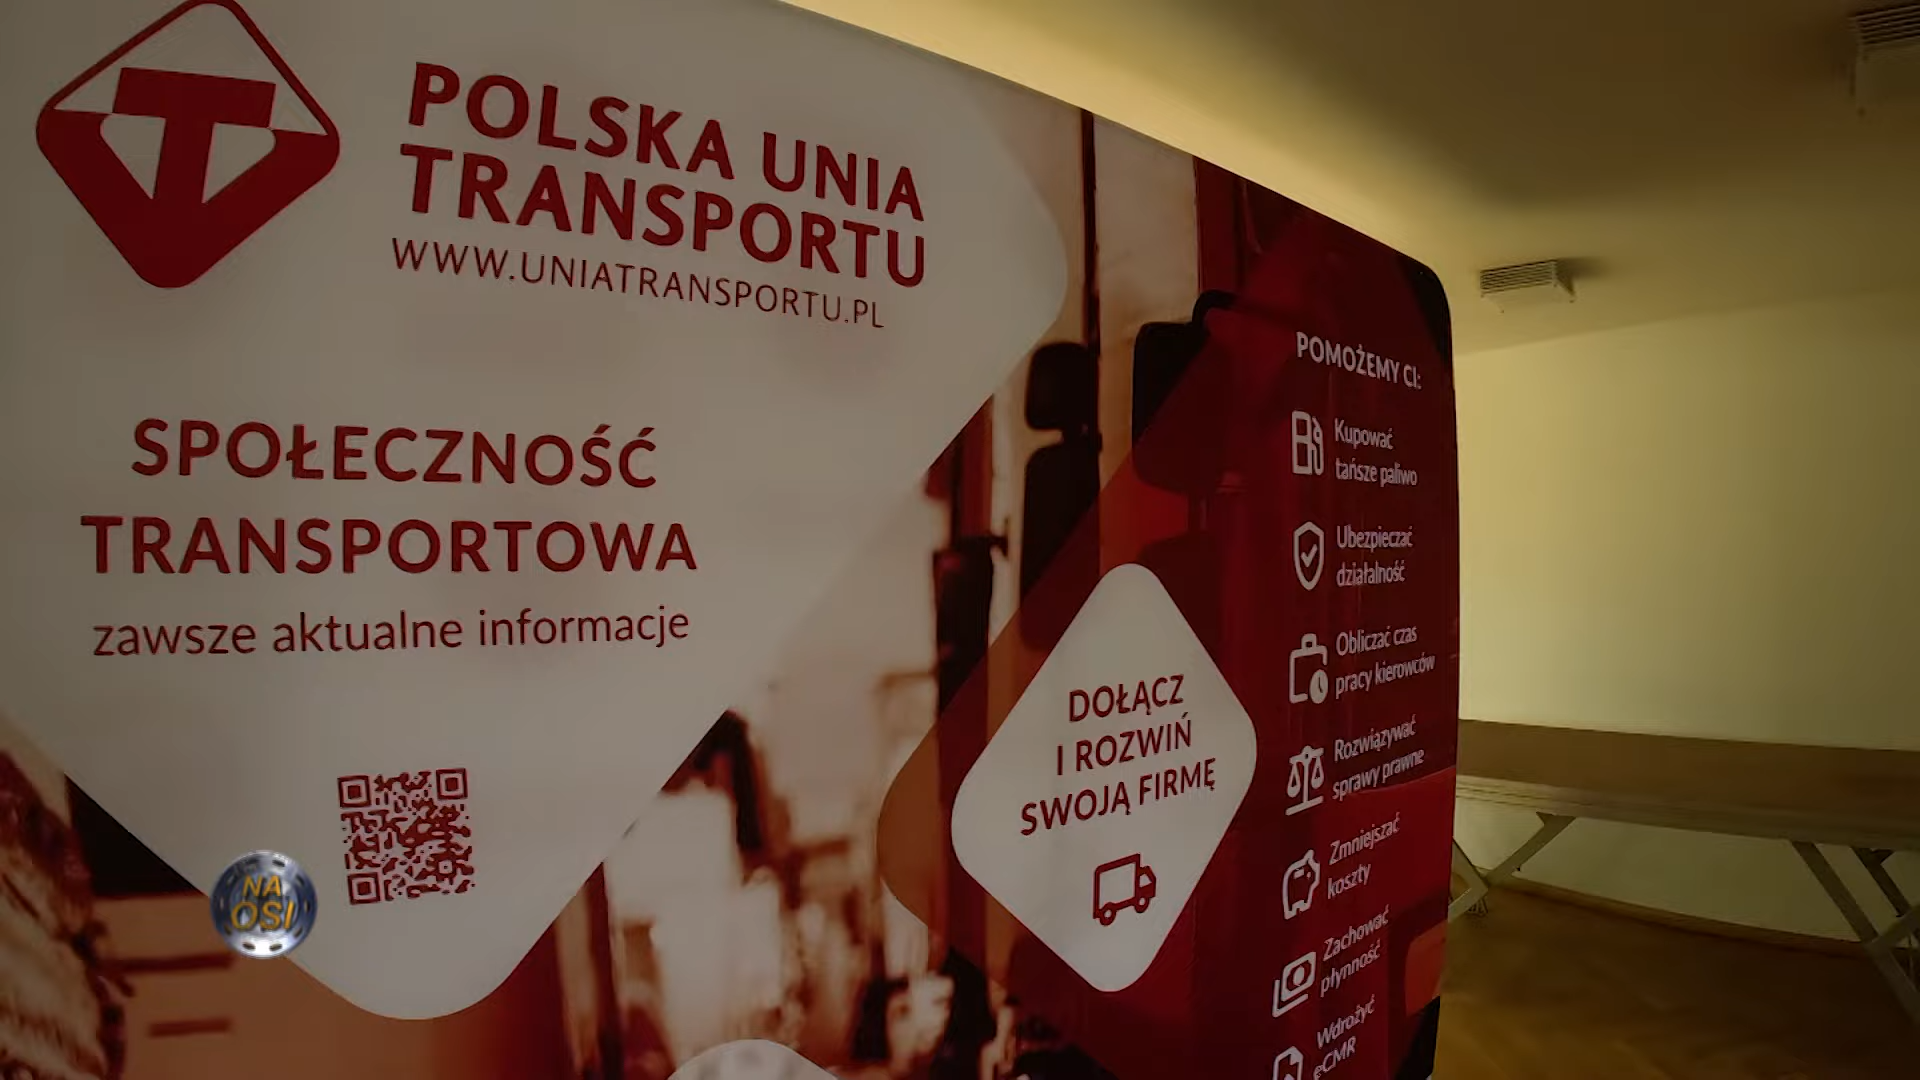 POLSKA UNIA
TRANSPORTU
WWW.UNIATRANSPORTU.PL
SPOŁECZNOŚĆ
TRANSPORTOWA
zawsze aktualne informacje
DOŁĄCZ
I ROZWIŃ
SWOJĄ FIRMĘ
POMOŻEMY CI:
Kupować
tańsze paliwo
Ubezpieczać
działalność
Obliczać czas
pracy kierowców
Rozwiązywać
sprawy prawne
Zmniejszać
koszty
Zachować
płynność
Wdrożyć
eCMR
NA
OSI